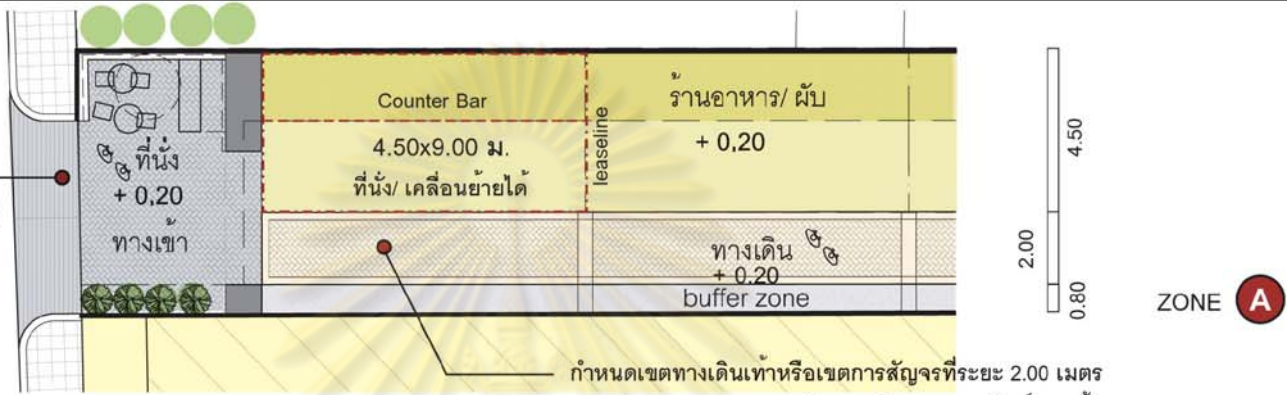 Counter Bar
4.50x9.00 ม.
ที่นั่ง/ เคลื่อนย้ายได้
leaseline
ร้านอาหาร/ ผับ
+ 0,20
4.50
ที่นั่ง
+ 0,20
ทางเข้า
ทางเดิน
+ 0.20
buffer zone
2.00
0.80
ZONE A
กำหนดเขตทางเดินเท้าหรือเขตการสัญจรที่ระยะ 2.00 เมตร